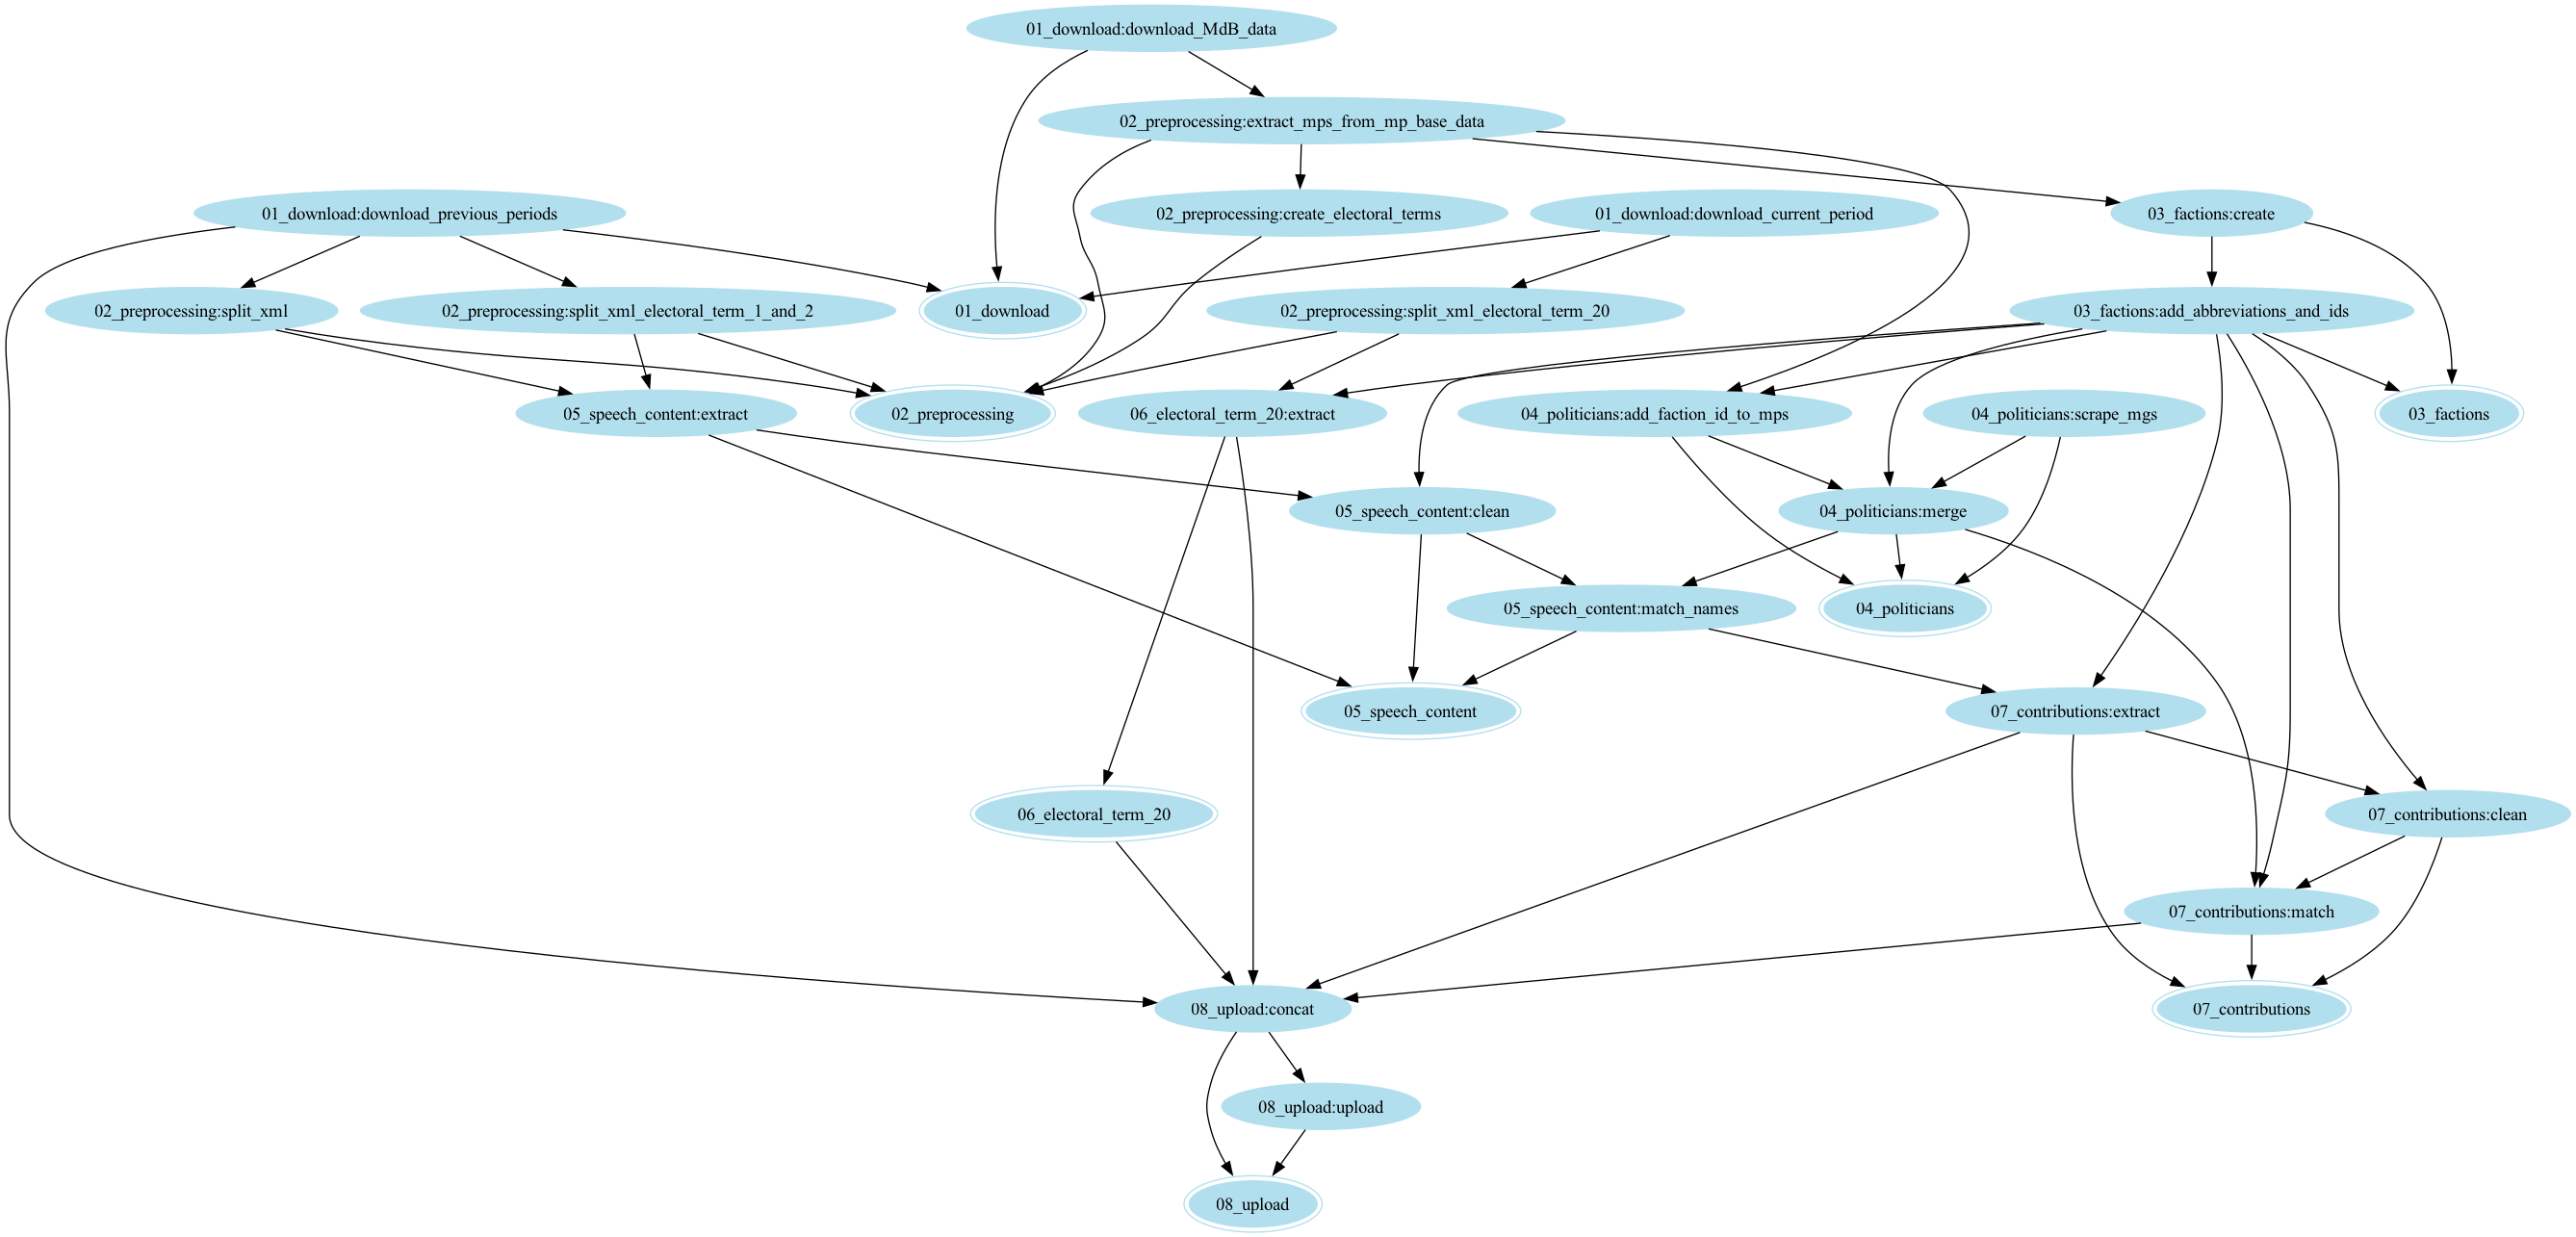 01_download:download_MdB_data
02_preprocessing:extract_mps_from_mp_base_data
01_download:download_previous_periods
02_preprocessing:create_electoral_terms
01_download:download_current_period
03_factions:create
02_preprocessing:split_xml
02_preprocessing:split_xml_electoral_term_1_and_2
01_download
02_preprocessing:split_xml_electoral_term_20
03_factions:add_abbreviations_and_ids
05_speech_content:extract
02_preprocessing
06_electoral_term_20:extract
04_politicians:add_faction_id_to_mps
04_politicians:scrape_mgs
03_factions
05_speech_content:clean
04_politicians:merge
05_speech_content:match_names
04_politicians
05_speech_content
07_contributions:extract
06_electoral_term_20
07_contributions:clean
07_contributions:match
08_upload:concat
07_contributions
08_upload:upload
08_upload